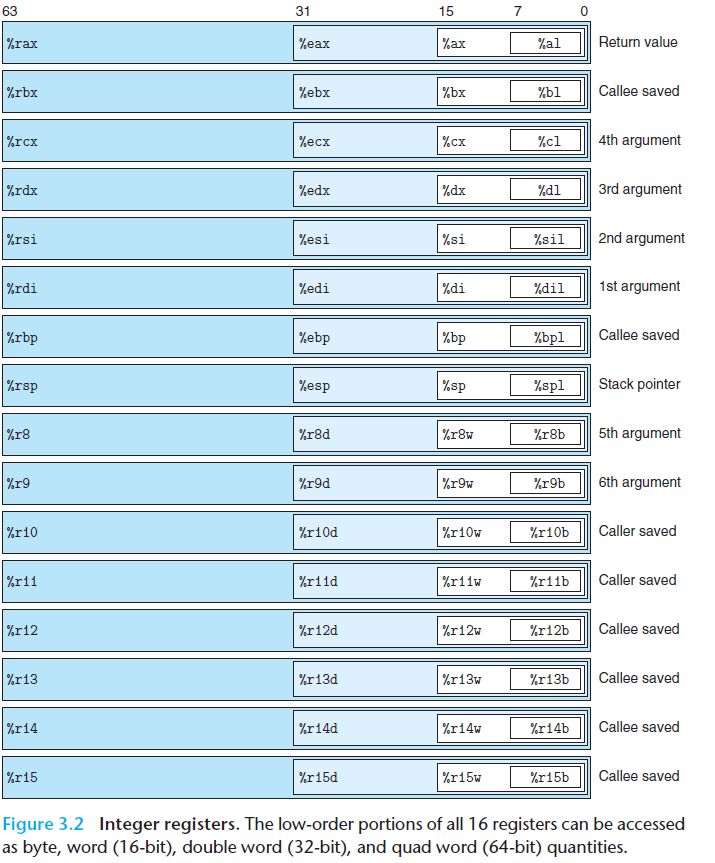 63 31 15 7 0
%rax %eax %ax %al Return value
%rbx %ebx %bx %bl Callee saved
%rcx %ecx %cx %cl 4th argument
%rdx %edx %dx %dl 3rd argument
%rsi %esi %si %sil 2nd argument
%rdi %edi %di %dil 1st argument
%rbp %ebp %bp %bpl Callee saved
%rsp %esp %sp %spl Stack pointer
%r8 %r8d %r8w %r8b 5th argument
%r9 %r9d %r9w %r9b 6th argument
%r10 %r10d %r10w %r10b Caller saved
%r11 %r11d %r11w %r11b Caller saved
%r12 %r12d %r12w %r12b Callee saved
%r13 %r13d %r13w %r13b Callee saved
%r14 %r14d %r14w %r14b Callee saved
%r15 %r15d %r15w %r15b Callee saved
Figure 3.2 Integer registers. The low-order portions of all 16 registers can be accessed
as byte, word (16-bit), double word (32-bit), and quad word (64-bit) quantities.